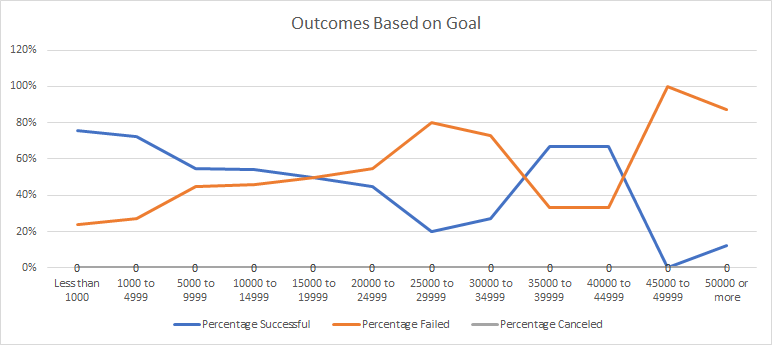 Outcomes Based on Goal
120%
100%
80%
60%
40%
20%
0%
0 0 0 0 0 0 0 0 0 0 0 0
Less than 1000 to 5000 to 10000 to 15000 to 20000 to 25000 to 30000 to 35000 to 40000 to 45000 to 50000 or
1000 4999 9999 14999 19999 24999 29999 34999 39999 44999 49999 more
Percentage Successful Percentage Failed Percentage Canceled